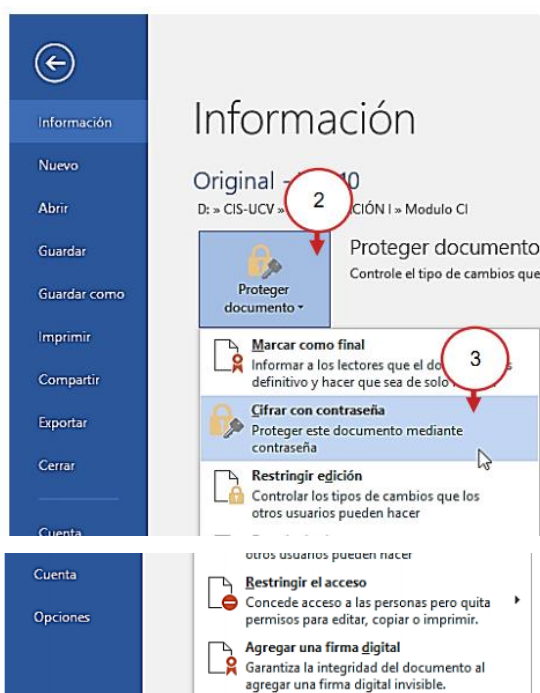 Información
Nuevo
Abrir
Guardar
Guardar como
Imprimir
Compartir
Exportar
Cerrar
Cuenta
Información
Original -
D: » CIS-UCV » CIÓN I » Modulo CI
2
Proteger documento
Controle el tipo de cambios que
Proteger
documento
Marcar como final
Informar a los lectores que el
definitivo y hacer que sea de solo
3
Cifrar con contraseña
Proteger este documento mediante
contraseña
Restringir edición
Controlar los tipos de cambios que los
otros usuarios pueden hacer
Cuenta
Opciones
otros usuarios pueden hacer
Restringir el acceso
Concede acceso a las personas pero quita
permisos para editar, copiar o imprimir.
Agregar una firma digital
Garantiza la integridad del documento al
agregar una firma digital invisible.